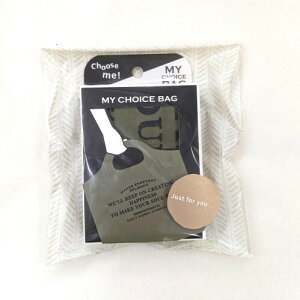 Choose
me!
MY
CHOICE
BAG
MY CHOICE BAG
WE'LL KEEP ON CREATING
HAPPINESS
TO MAKE YOUR SOUL
Just for you